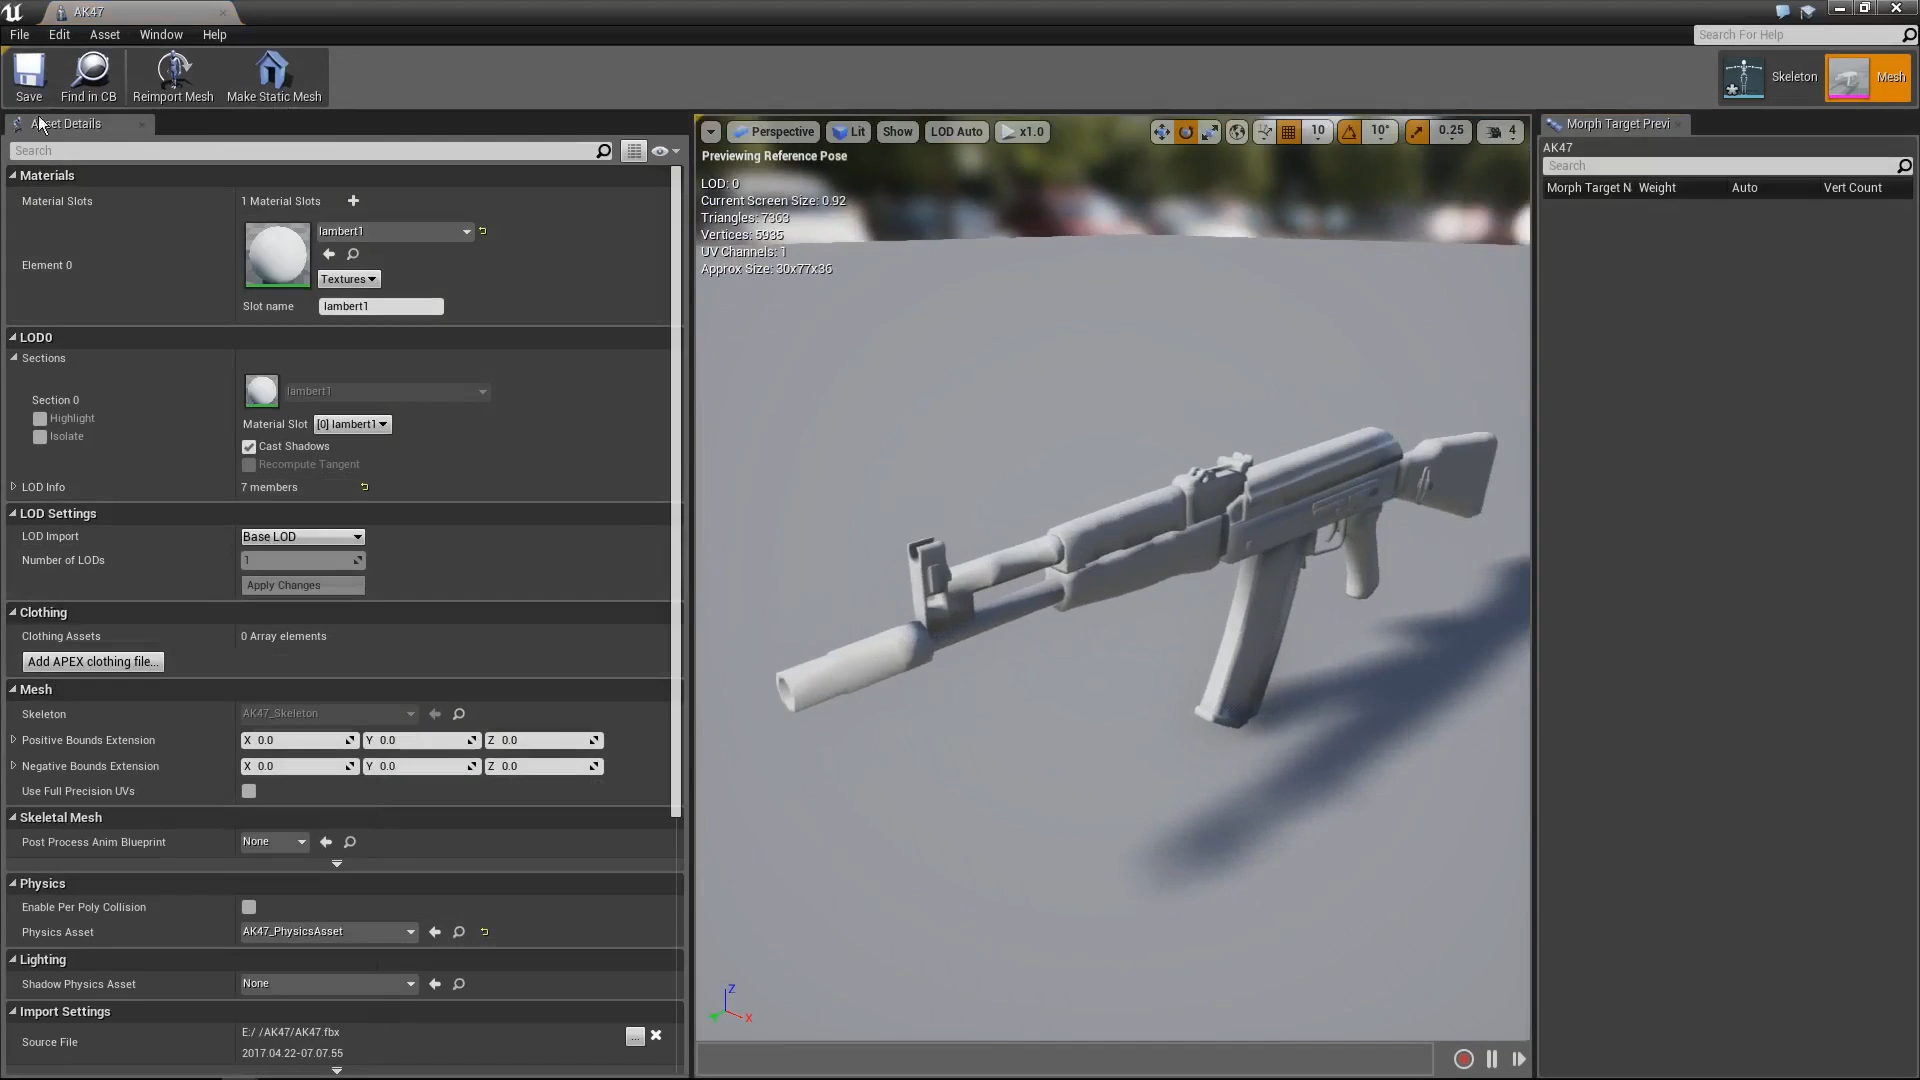 AK47
File Edit Asset Window Help
Search For Help
Save Find in CB Reimport Mesh Make Static Mesh
Skeleton Mesh
Asset Details
Search
Materials
Material Slots 1 Material Slots
Element 0
lambert1
Textures
Slot name lambert1
LOD0
Sections
Section 0
lambert1
Highlight
Isolate
Material Slot [0] lambert1
Cast Shadows
Recompute Tangent
LOD Info 7 members
LOD Settings
LOD Import Base LOD
Number of LODs 1
Apply Changes
Clothing
Clothing Assets 0 Array elements
Add APEX clothing file...
Mesh
Skeleton AK47_Skeleton
Positive Bounds Extension X 0.0 Y 0.0 Z 0.0
Negative Bounds Extension X 0.0 Y 0.0 Z 0.0
Use Full Precision UVs
Skeletal Mesh
Post Process Anim Blueprint None
Physics
Enable Per Poly Collision
Physics Asset AK47_PhysicsAsset
Lighting
Shadow Physics Asset None
Import Settings
Source File
E:/ /AK47/AK47.fbx
2017.04.22-07.07.55
...
Perspective Lit Show LOD Auto x1.0 10 10° 0.25 4
Previewing Reference Pose
LOD: 0
Current Screen Size: 0.92
Triangles: 7363
Vertices: 5935
UV Channels: 1
Approx Size: 30x77x36
Z
X
Morph Target Previ
AK47
Search
Morph Target N Weight Auto Vert Count